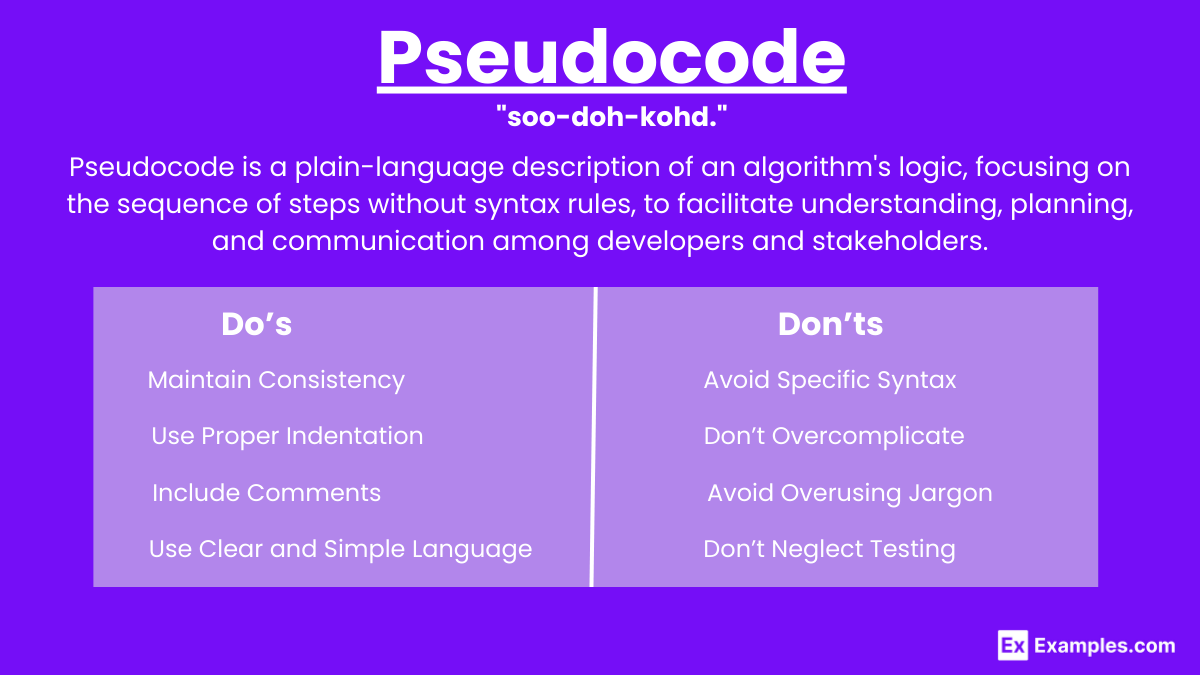 Pseudocode
"soo-doh-kohd."
Pseudocode is a plain-language description of an algorithm's logic, focusing on
the sequence of steps without syntax rules, to facilitate understanding, planning,
and communication among developers and stakeholders.
Do’s
Maintain Consistency
Use Proper Indentation
Include Comments
Use Clear and Simple Language
Don’ts
Avoid Specific Syntax
Don’t Overcomplicate
Avoid Overusing Jargon
Don’t Neglect Testing
Ex Examples.com